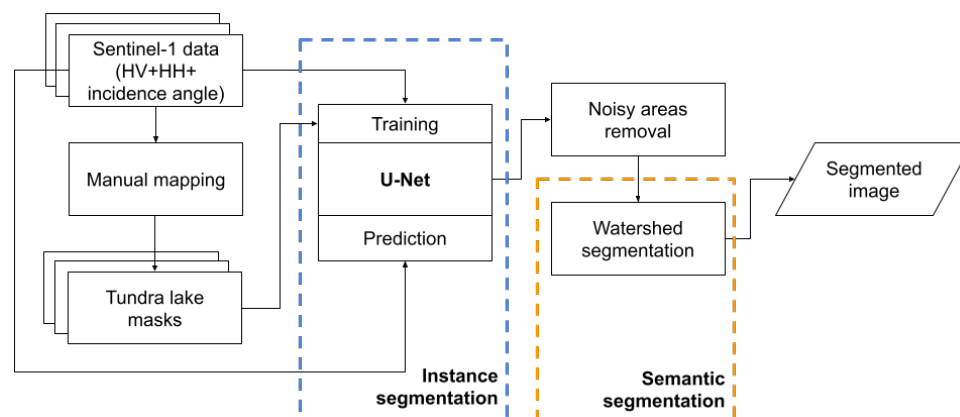 Sentinel-1 data
(HV+HH+
incidence angle)
Manual mapping
Tundra lake
masks
Training
U-Net
Prediction
Instance
segmentation
Noisy areas
removal
Watershed
segmentation
Semantic
segmentation
Segmented
image